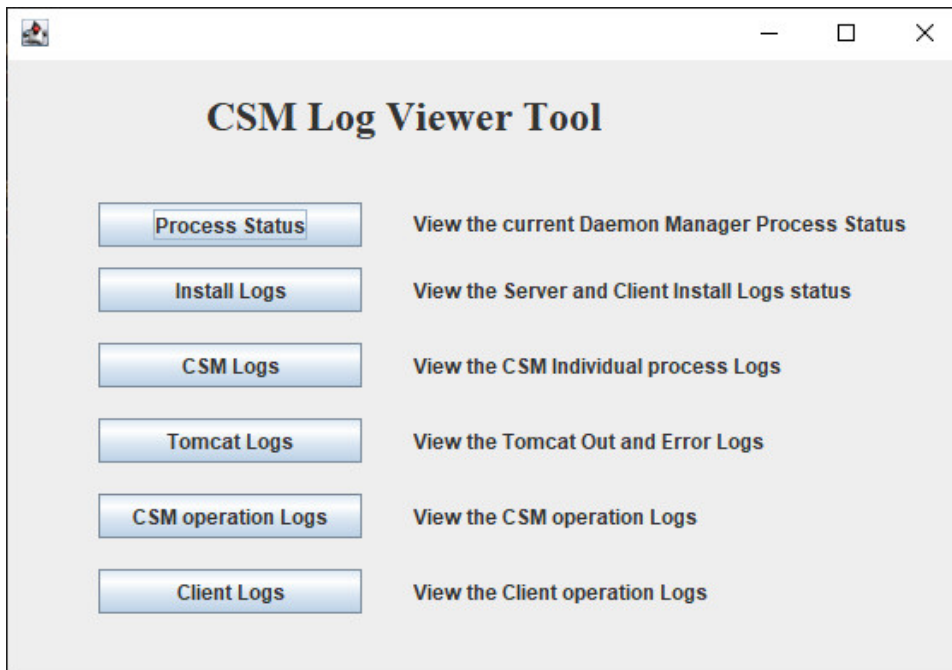 CSM Log Viewer Tool
Process Status View the current Daemon Manager Process Status
Install Logs View the Server and Client Install Logs status
CSM Logs View the CSM Individual process Logs
Tomcat Logs View the Tomcat Out and Error Logs
CSM operation Logs View the CSM operation Logs
Client Logs View the Client operation Logs